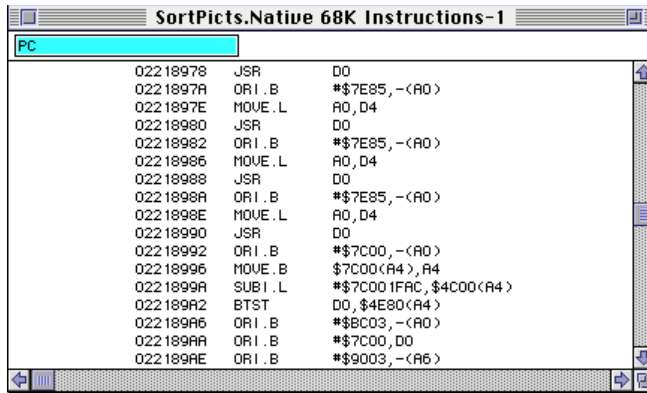 SortPicts.Native 68K Instructions-1
PC
02218978 JSR D0
0221897A ORI.B #$7E85,-(A0)
0221897E MOVE.L A0,D4
02218980 JSR D0
02218982 ORI.B #$7E85,-(A0)
02218986 MOVE.L A0,D4
02218988 JSR D0
0221898A ORI.B #$7E85,-(A0)
0221898E MOVE.L A0,D4
02218990 JSR D0
02218992 ORI.B #$7C00,-(A0)
02218996 MOVE.B $7C00(A4),A4
0221899A SUBI.L #$7C001FAC,$4C00(A4)
022189A2 BTST D0,$4E80(A4)
022189A6 ORI.B #$BC03,-(A0)
022189AA ORI.B #$7C00,D0
022189AE ORI.B #$9003,-(A6)